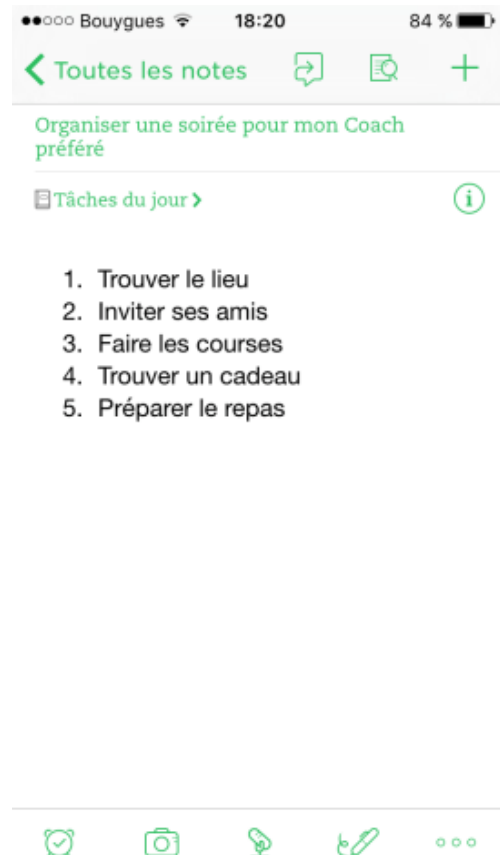 Bouygues 18:20 84 %
Toutes les notes
Organiser une soirée pour mon Coach
préféré
Tâches du jour
1. Trouver le lieu
2. Inviter ses amis
3. Faire les courses
4. Trouver un cadeau
5. Préparer le repas